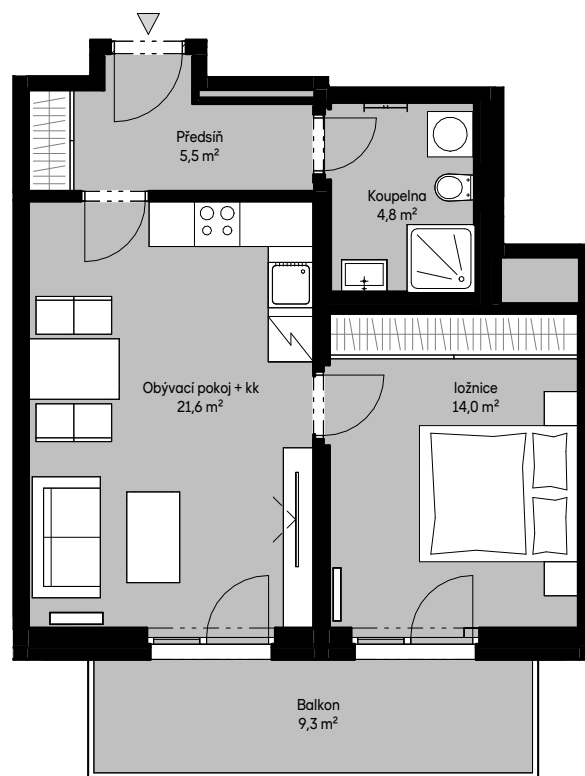 Předsíň
5,5 m²
Koupelna
4,8 m²
Obývací pokoj + kk
21,6 m²
ložnice
14,0 m²
Balkon
9,3 m²